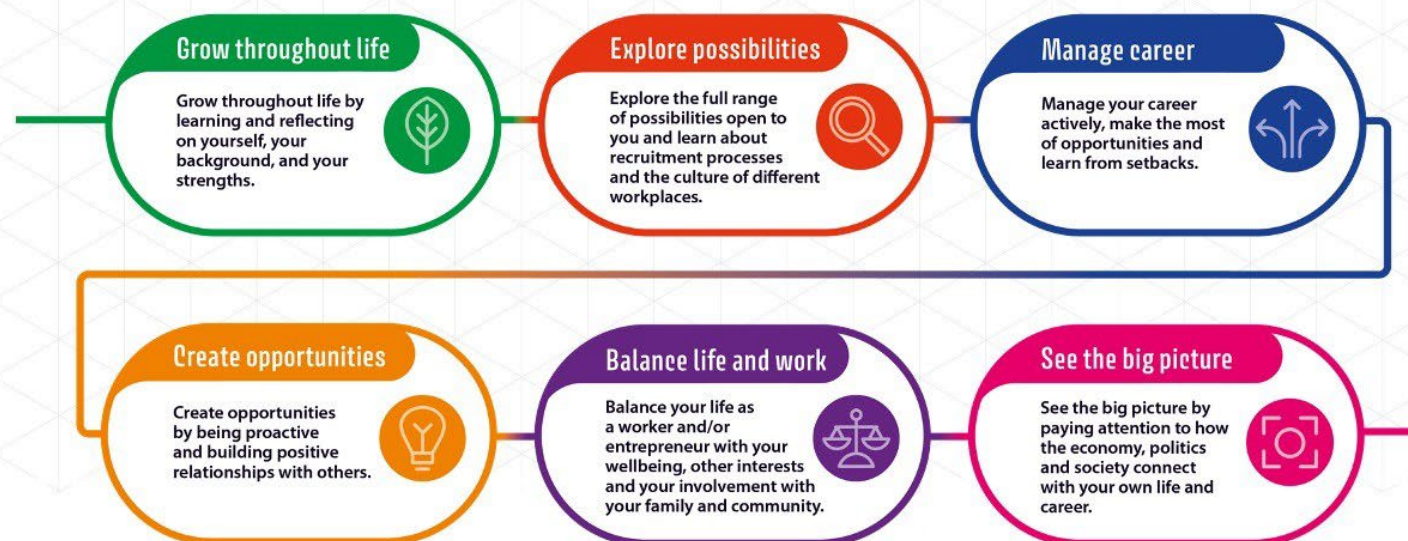 Grow throughout life
Grow throughout life by
learning and reflecting
on yourself, your
background, and your
strengths.
Explore possibilities
Explore the full range
of possibilities open to
you and learn about
recruitment processes
and the culture of different
workplaces.
Manage career
Manage your career
actively, make the most
of opportunities and
learn from setbacks.
Create opportunities
Create opportunities
by being proactive
and building positive
relationships with others.
Balance life and work
Balance your life as
a worker and/or
entrepreneur with your
wellbeing, other interests
and your involvement with
your family and community.
See the big picture
See the big picture by
paying attention to how
the economy, politics
and society connect
with your own life and
career.